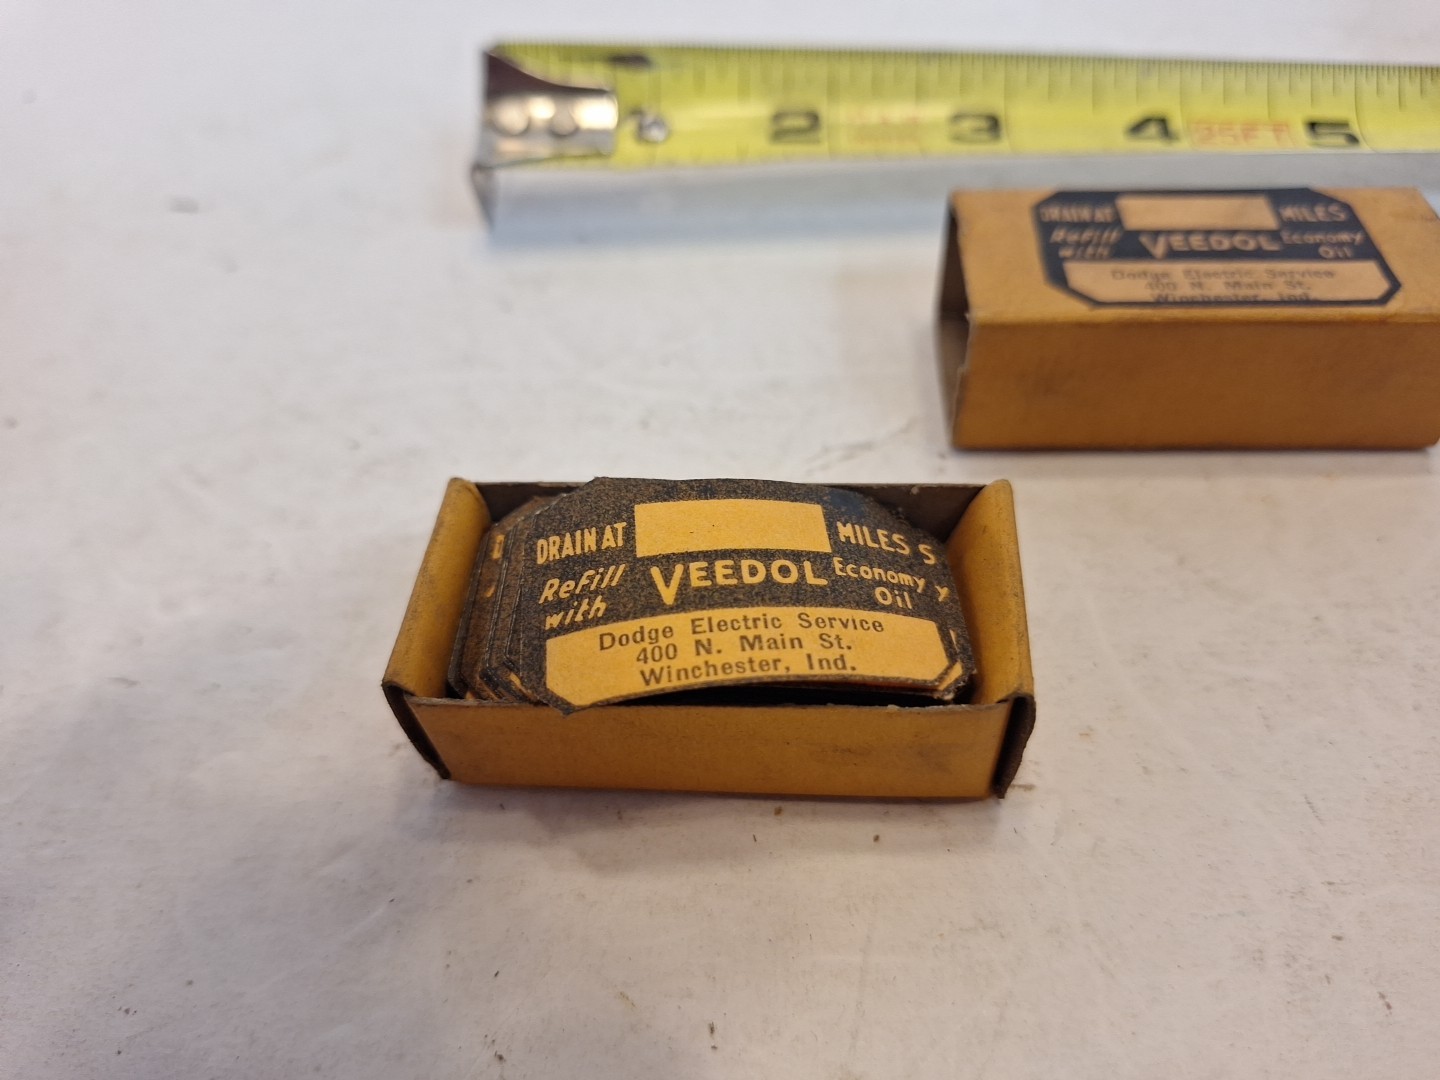 2 3 4 25FT 5
DRAIN AT MILES
ReFill with VEEDOL Economy Oil
Dodge Electric Service
400 N. Main St.
Winchester, Ind.
DRAIN AT MILES S
ReFill with VEEDOL Economy Oil y
Dodge Electric Service
400 N. Main St.
Winchester, Ind.